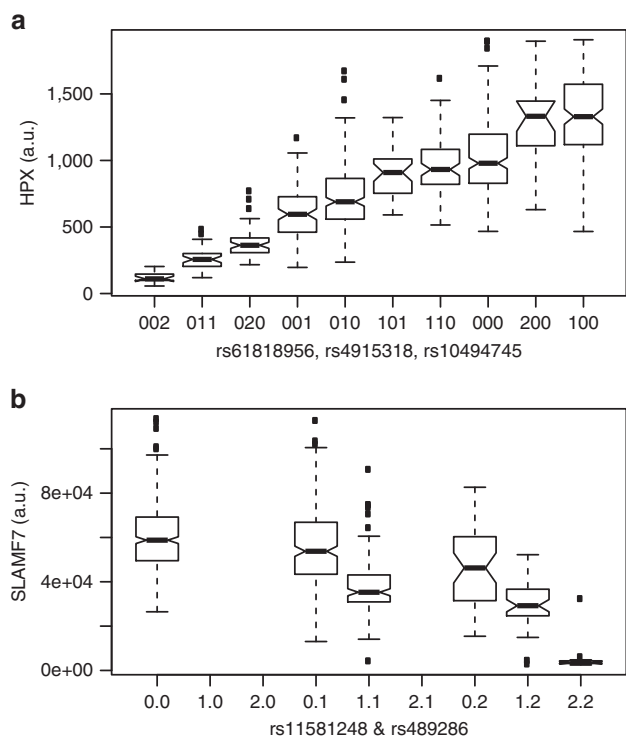 a
HPX (a.u.)
1,500
1,000
500
0
002 011 020 001 010 101 110 000 200 100
rs61818956, rs4915318, rs10494745
b
SLAMF7 (a.u.)
8e+04
4e+04
0e+00
0.0 1.0 2.0 0.1 1.1 2.1 0.2 1.2 2.2
rs11581248 & rs489286